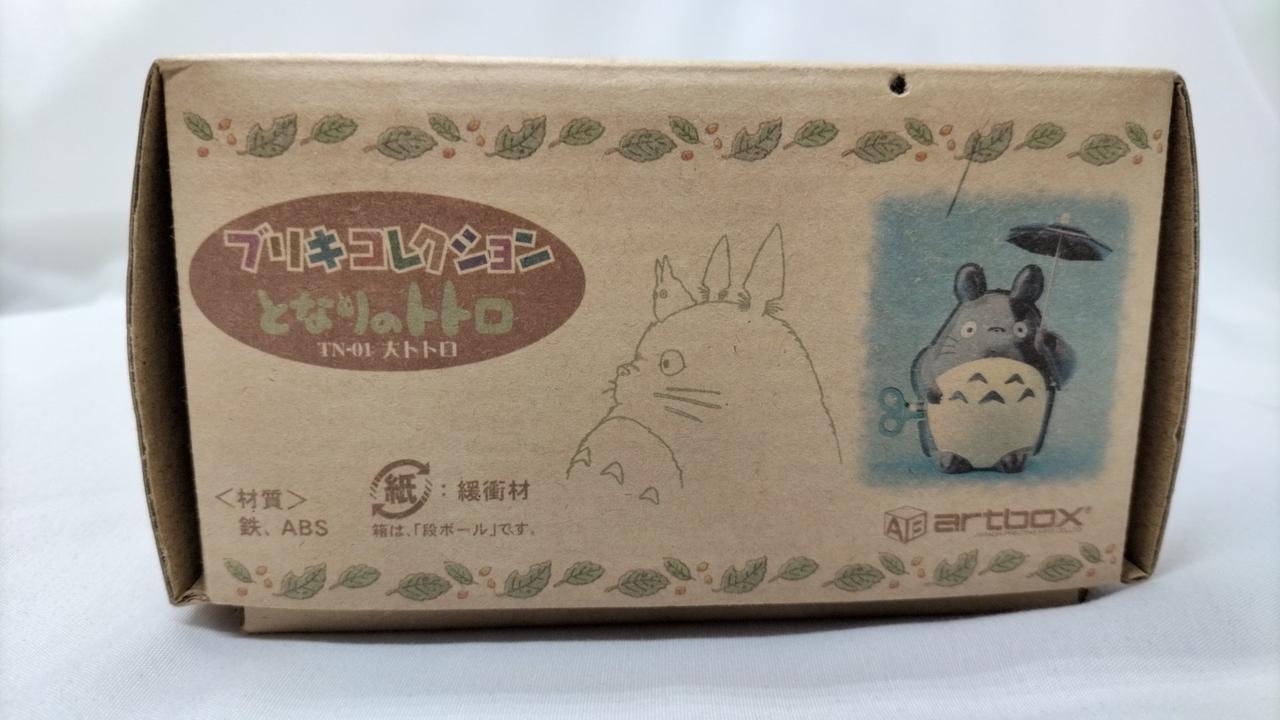 ブリキコレクション
となりのトトロ
TN-01 大トトロ
<材質>
鉄、ABS
紙：緩衝材
箱は、「段ボール」です。
ATB artbox®